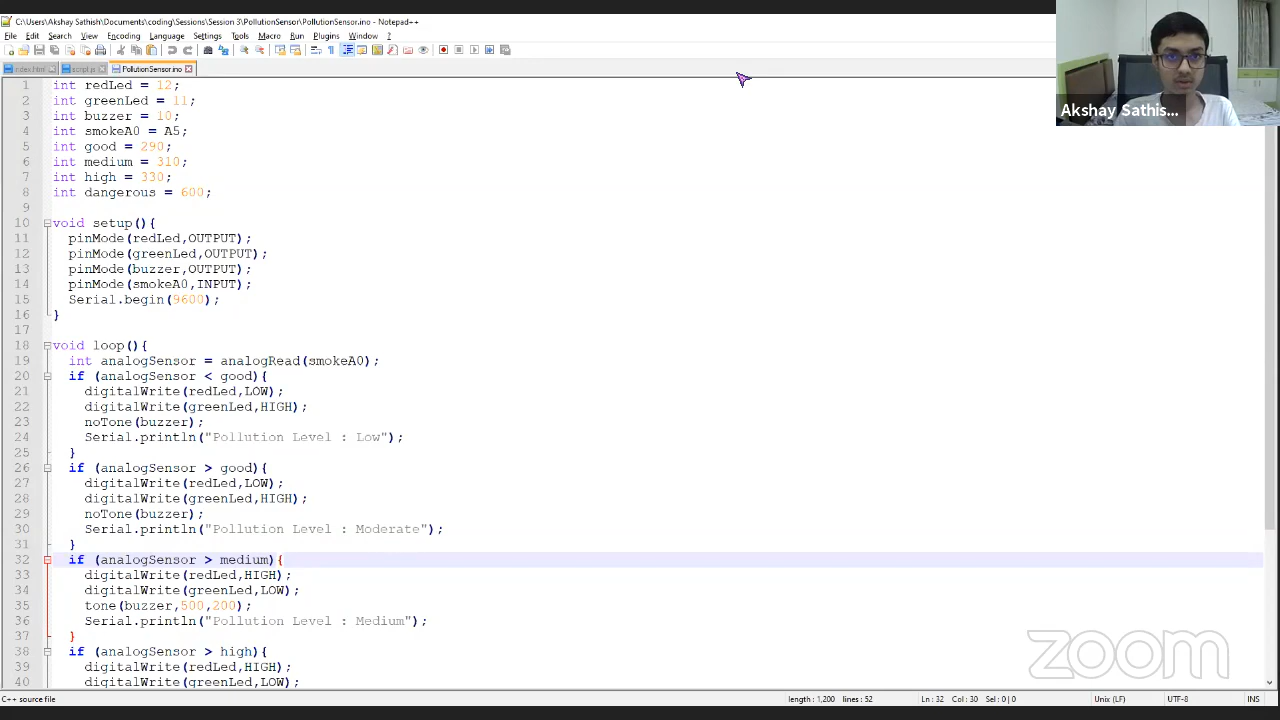 C:\Users\Akshay Sathish\Documents\coding\Sessions\Session 3\PollutionSensor\PollutionSensor.ino - Notepad++
File Edit Search View Encoding Language Settings Tools Macro Run Plugins Window ?
index.html script.js PollutionSensor.ino
Akshay Sathis...
1 int redLed = 12;
2 int greenLed = 11;
3 int buzzer = 10;
4 int smokeA0 = A5;
5 int good = 290;
6 int medium = 310;
7 int high = 330;
8 int dangerous = 600;
9
10 void setup(){
11 pinMode(redLed,OUTPUT);
12 pinMode(greenLed,OUTPUT);
13 pinMode(buzzer,OUTPUT);
14 pinMode(smokeA0,INPUT);
15 Serial.begin(9600);
16 }
17
18 void loop(){
19 int analogSensor = analogRead(smokeA0);
20 if (analogSensor < good){
21 digitalWrite(redLed,LOW);
22 digitalWrite(greenLed,HIGH);
23 noTone(buzzer);
24 Serial.println("Pollution Level : Low");
25 }
26 if (analogSensor > good){
27 digitalWrite(redLed,LOW);
28 digitalWrite(greenLed,HIGH);
29 noTone(buzzer);
30 Serial.println("Pollution Level : Moderate");
31 }
32 if (analogSensor > medium){
33 digitalWrite(redLed,HIGH);
34 digitalWrite(greenLed,LOW);
35 tone(buzzer,500,200);
36 Serial.println("Pollution Level : Medium");
37 }
38 if (analogSensor > high){
39 digitalWrite(redLed,HIGH);
40 digitalWrite(greenLed,LOW);
zoom
C++ source file length : 1,200 lines : 52 Ln : 32 Col : 30 Sel : 0 | 0 Unix (LF) UTF-8 INS